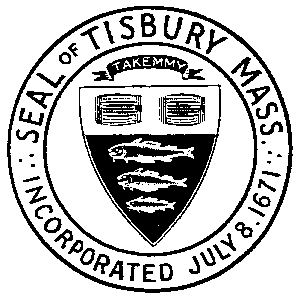 SEAL OF TISBURY MASS.
TAKEMMY
INCORPORATED JULY 8. 1671